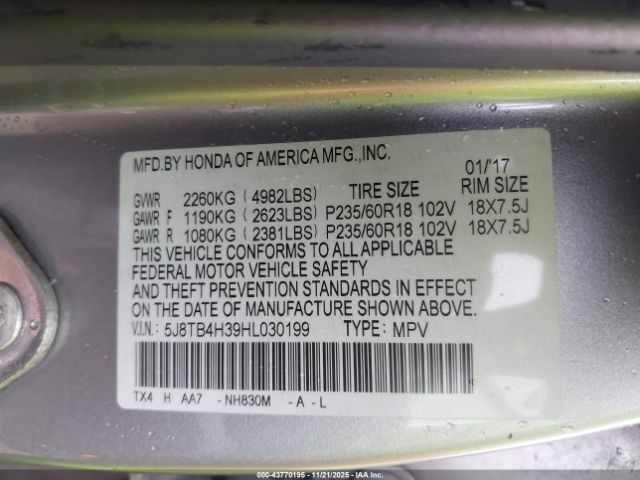 MFD.BY HONDA OF AMERICA MFG.,INC. 01/'17
GVWR 2260KG ( 4982LBS) TIRE SIZE RIM SIZE
GAWR F 1190KG ( 2623LBS) P235/60R18 102V 18X7.5J
GAWR R 1080KG ( 2381LBS) P235/60R18 102V 18X7.5J
THIS VEHICLE CONFORMS TO ALL APPLICABLE
FEDERAL MOTOR VEHICLE SAFETY
AND THEFT PREVENTION STANDARDS IN EFFECT
ON THE DATE OF MANUFACTURE SHOWN ABOVE.
V.I.N.: 5J8TB4H39HL030199 TYPE: MPV
TX4 H AA7 -NH830M -A-L
000-43770195 - 11/21/2025 - IAA Inc.